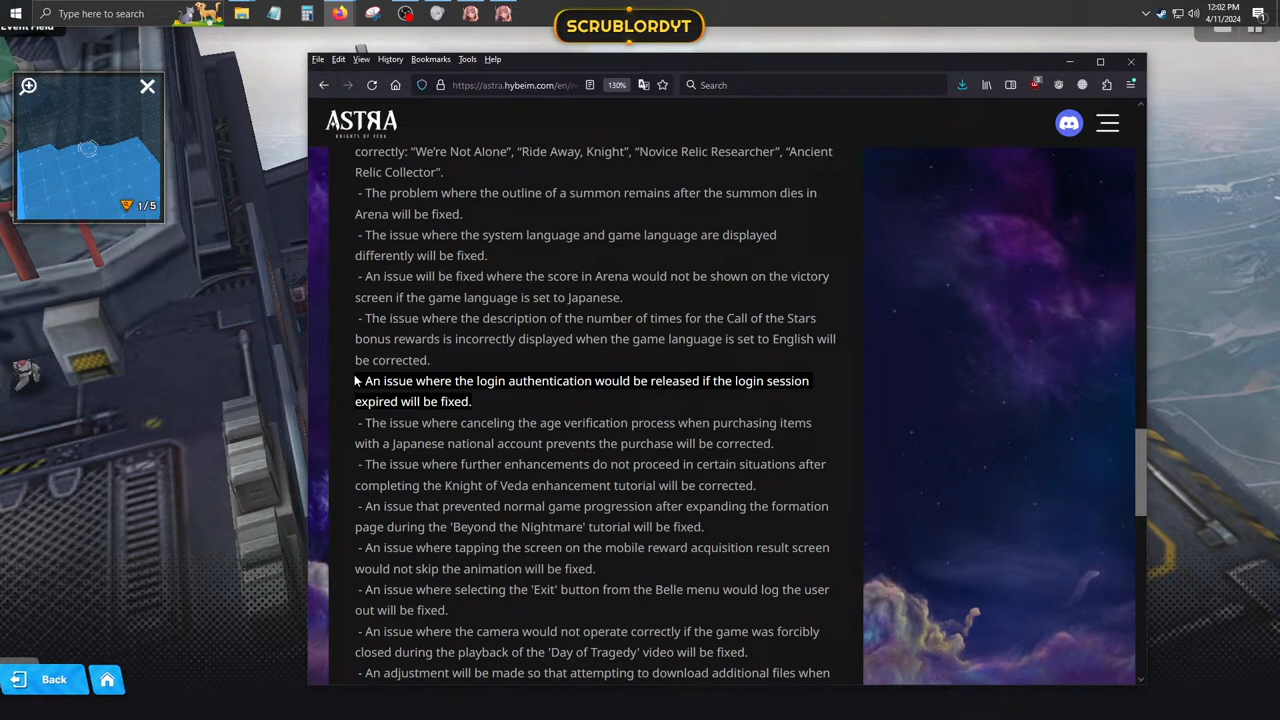 Type here to search
SCRUBLORDYT
12:02 PM
4/11/2024
Event Field
File Edit View History Bookmarks Tools Help
https://astra.hybeim.com/en/n
130%
Search
3
ASTRA
KNIGHTS OF VEDA
1/5
correctly: “We’re Not Alone”, “Ride Away, Knight”, “Novice Relic Researcher”, “Ancient
Relic Collector”.
- The problem where the outline of a summon remains after the summon dies in
Arena will be fixed.
- The issue where the system language and game language are displayed
differently will be fixed.
- An issue will be fixed where the score in Arena would not be shown on the victory
screen if the game language is set to Japanese.
- The issue where the description of the number of times for the Call of the Stars
bonus rewards is incorrectly displayed when the game language is set to English will
be corrected.
An issue where the login authentication would be released if the login session
expired will be fixed.
- The issue where canceling the age verification process when purchasing items
with a Japanese national account prevents the purchase will be corrected.
- The issue where further enhancements do not proceed in certain situations after
completing the Knight of Veda enhancement tutorial will be corrected.
- An issue that prevented normal game progression after expanding the formation
page during the 'Beyond the Nightmare' tutorial will be fixed.
- An issue where tapping the screen on the mobile reward acquisition result screen
would not skip the animation will be fixed.
- An issue where selecting the 'Exit' button from the Belle menu would log the user
out will be fixed.
- An issue where the camera would not operate correctly if the game was forcibly
closed during the playback of the 'Day of Tragedy' video will be fixed.
- An adjustment will be made so that attempting to download additional files when
Back